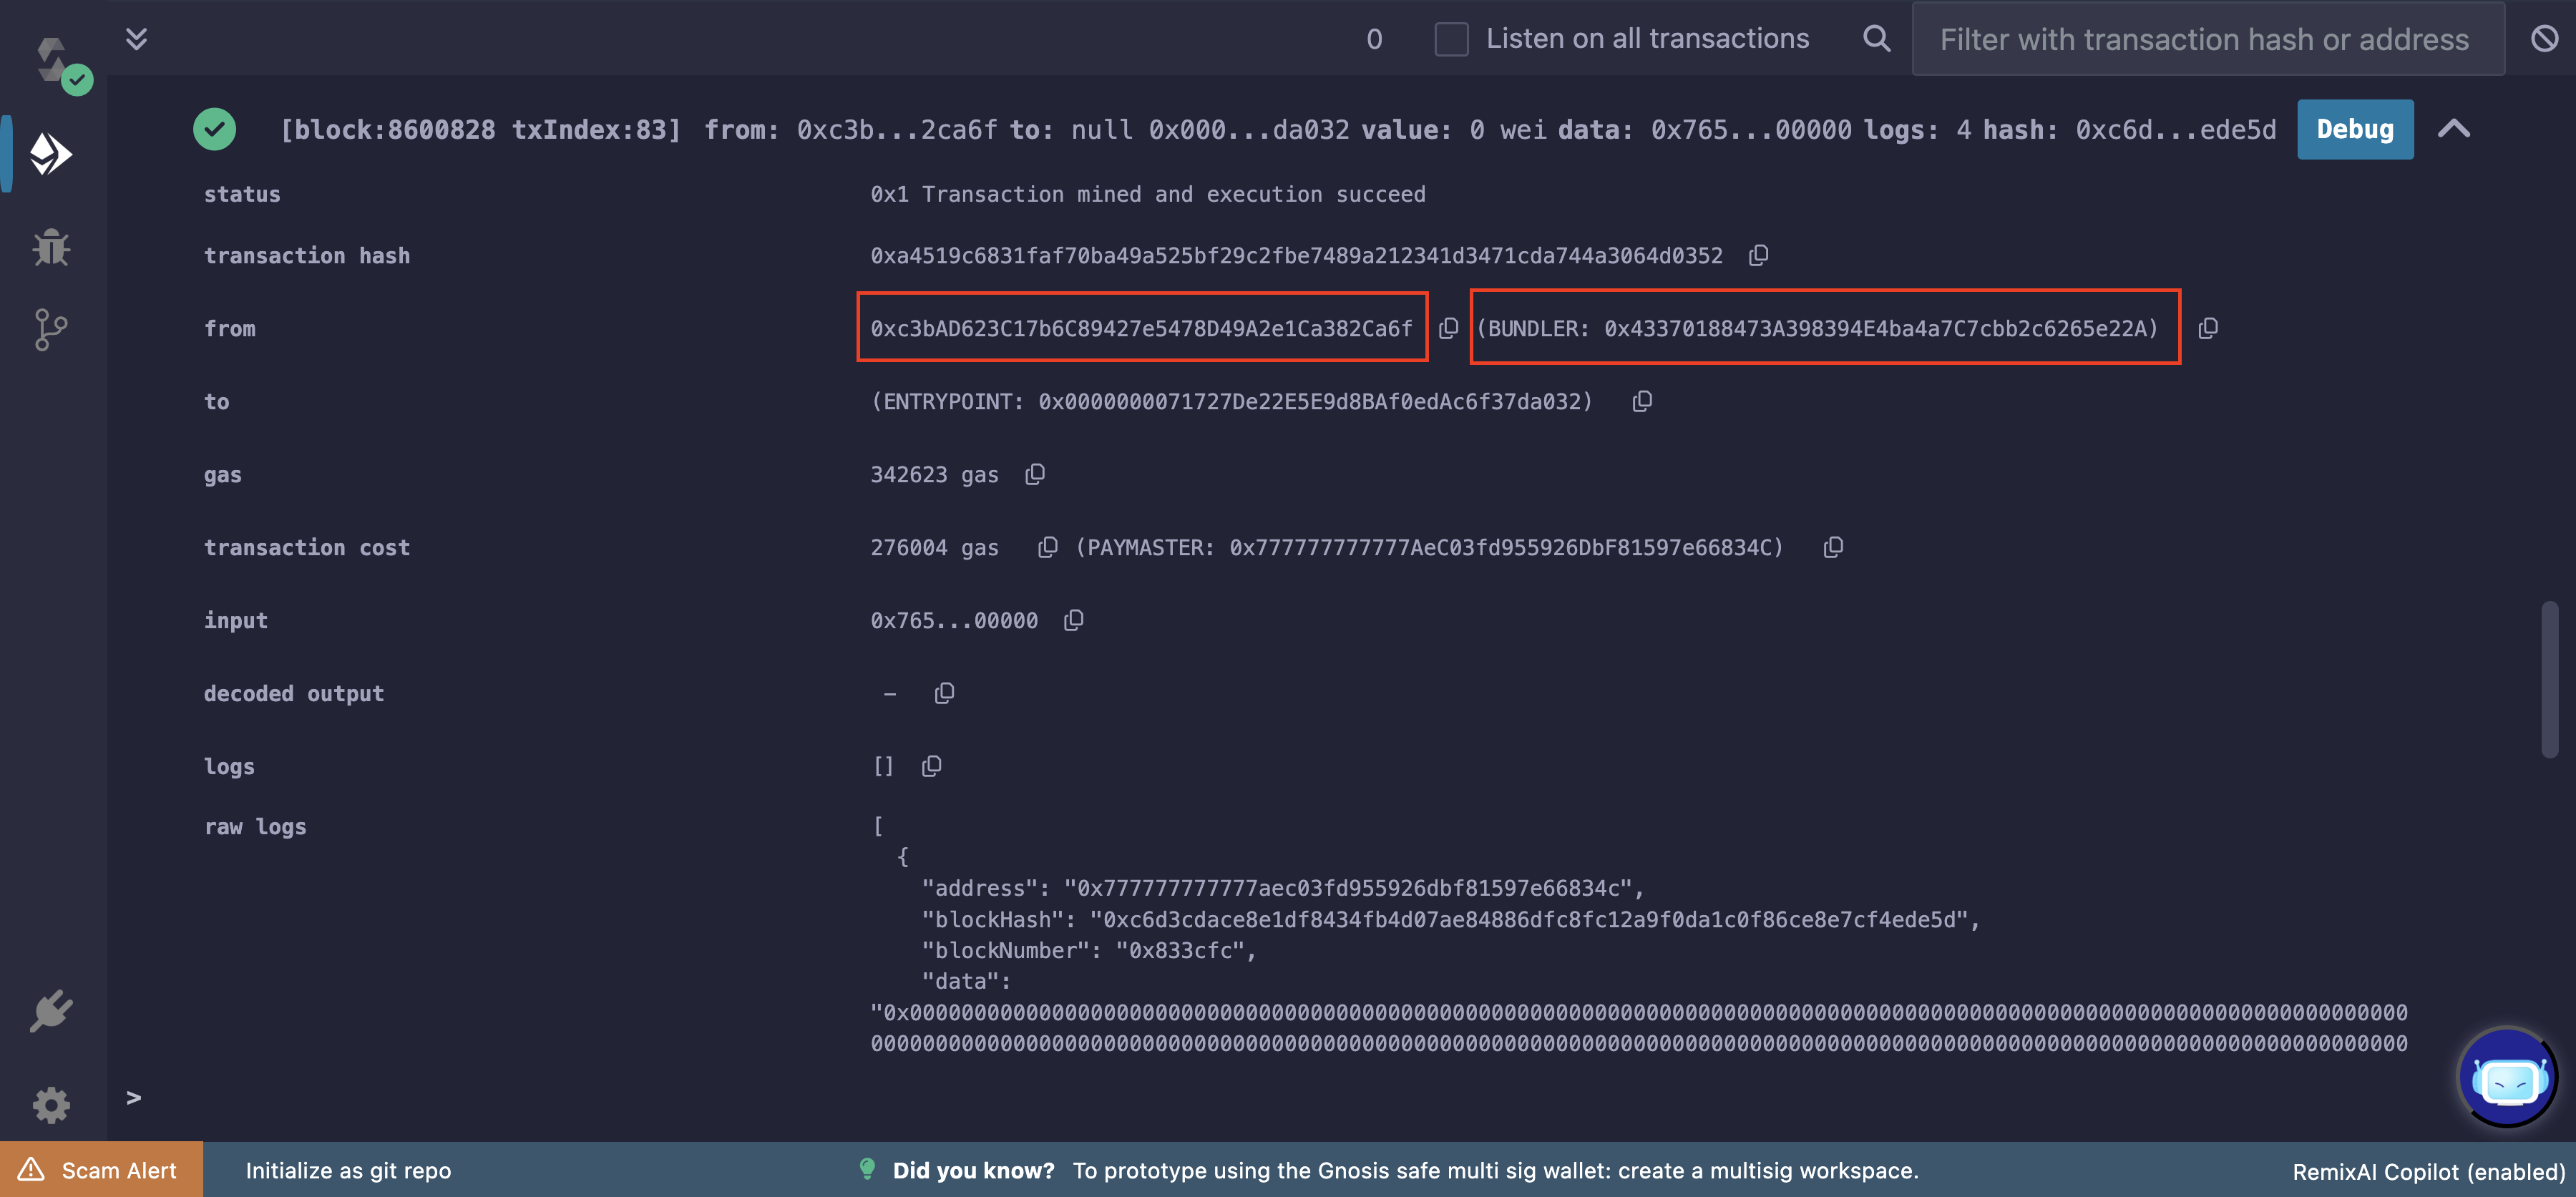 0 Listen on all transactions Filter with transaction hash or address
[block:8600828 txIndex:83] from: 0xc3b...2ca6f to: null 0x000...da032 value: 0 wei data: 0x765...00000 logs: 4 hash: 0xc6d...ede5d Debug
status 0x1 Transaction mined and execution succeed
transaction hash 0xa4519c6831faf70ba49a525bf29c2fbe7489a212341d3471cda744a3064d0352
from 0xc3bAD623C17b6C89427e5478D49A2e1Ca382Ca6f (BUNDLER: 0x43370188473A398394E4ba4a7C7cbb2c6265e22A)
to (ENTRYPOINT: 0x0000000071727De22E5E9d8BAf0edAc6f37da032)
gas 342623 gas
transaction cost 276004 gas (PAYMASTER: 0x777777777777AeC03fd955926DbF81597e66834C)
input 0x765...00000
decoded output –
logs []
raw logs [
{
"address": "0x777777777777aec03fd955926dbf81597e66834c",
"blockHash": "0xc6d3cdace8e1df8434fb4d07ae84886dfc8fc12a9f0da1c0f86ce8e7cf4ede5d",
"blockNumber": "0x833cfc",
"data":
"0x000000000000000000000000000000000000000000000000000000000000000000000000000000000000000000000000000000000000000000000
000000000000000000000000000000000000000000000000000000000000000000000000000000000000000000000000000000000000000000000000
>
Scam Alert Initialize as git repo Did you know? To prototype using the Gnosis safe multi sig wallet: create a multisig workspace. RemixAI Copilot (enabled)